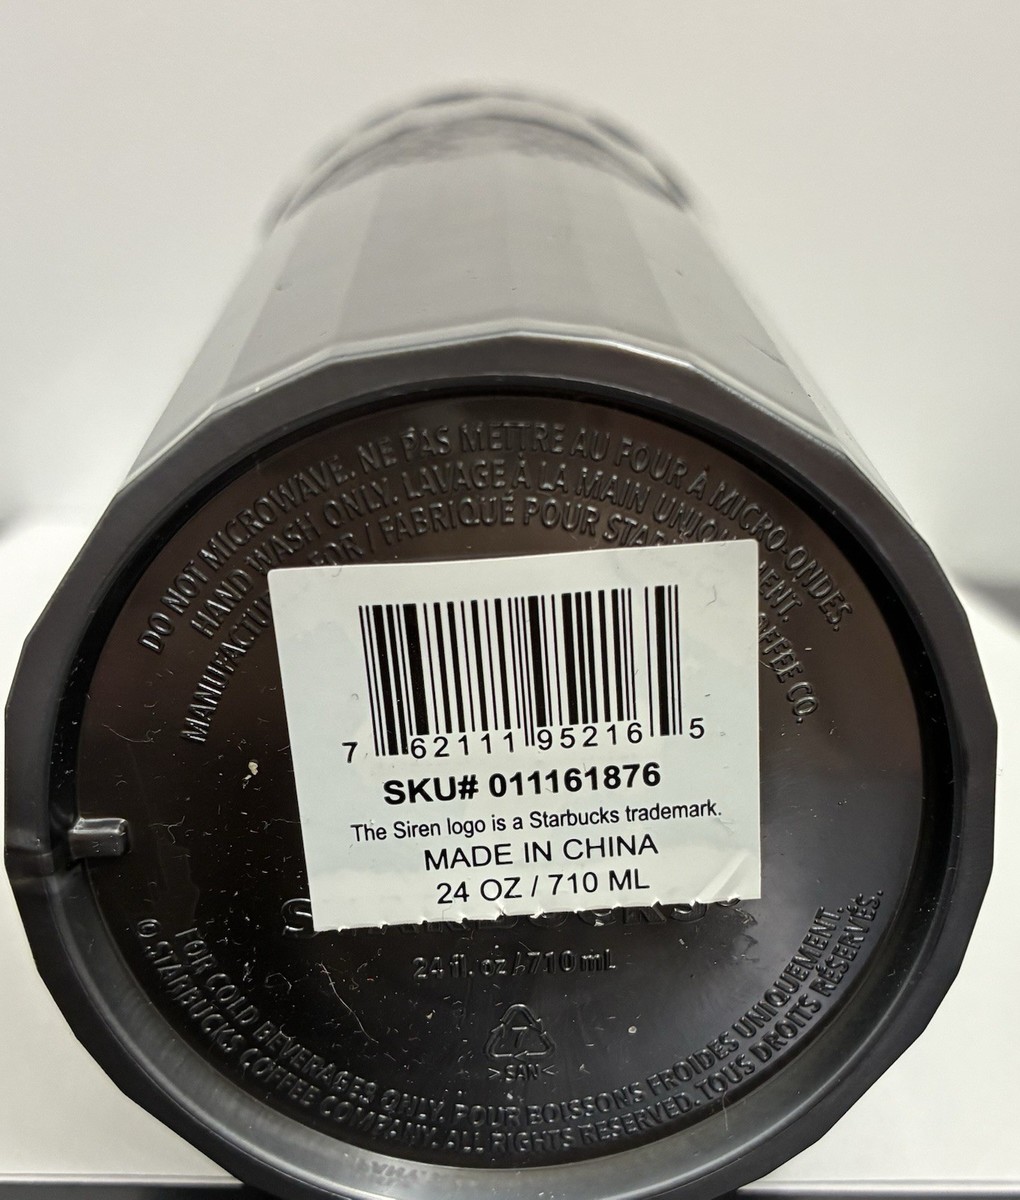 DO NOT MICROWAVE. NE PAS METTRE AU FOUR À MICRO-ONDES.
HAND WASH ONLY. LAVAGE À LA MAIN
FABRIQUÉ POUR
CO.
7 62111 95216 5
SKU# 011161876
The Siren logo is a Starbucks trademark.
MADE IN CHINA
24 OZ / 710 ML
24 fl. oz / 710 mL
7
>SAN<
FOR COLD BEVERAGES ONLY. POUR BOISSONS FROIDES UNIQUEMENT.
© STARBUCKS COFFEE COMPANY. ALL RIGHTS RESERVED. TOUS DROITS RÉSERVÉS.